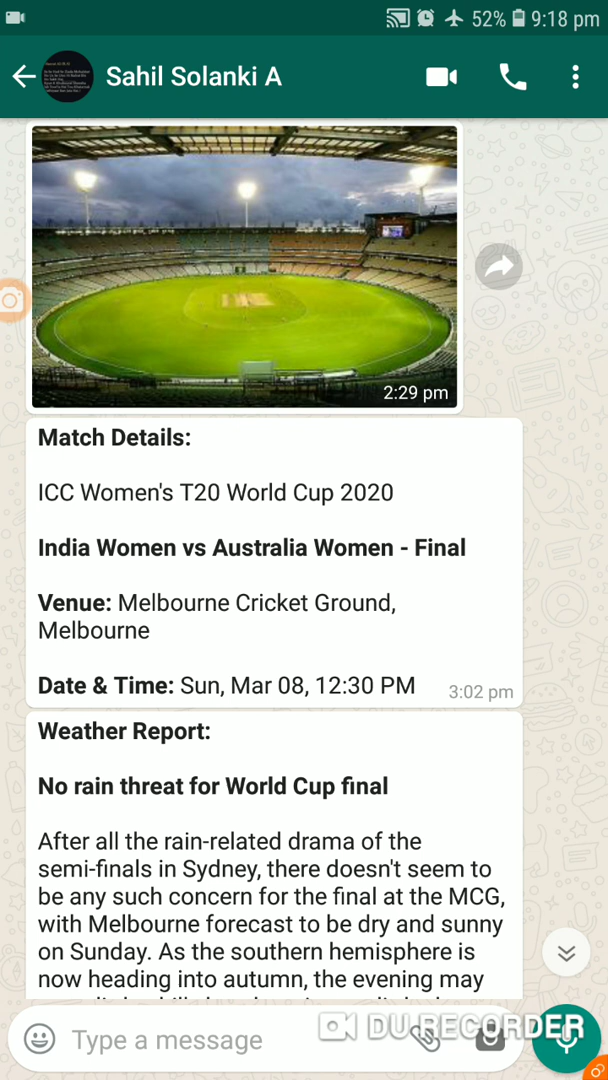 52% 9:18 pm
Sahil Solanki A
2:29 pm
Match Details:
ICC Women's T20 World Cup 2020
India Women vs Australia Women - Final
Venue: Melbourne Cricket Ground,
Melbourne
Date & Time: Sun, Mar 08, 12:30 PM
3:02 pm
Weather Report:
No rain threat for World Cup final
After all the rain-related drama of the
semi-finals in Sydney, there doesn't seem to
be any such concern for the final at the MCG,
with Melbourne forecast to be dry and sunny
on Sunday. As the southern hemisphere is
now heading into autumn, the evening may
Type a message
DU RECORDER